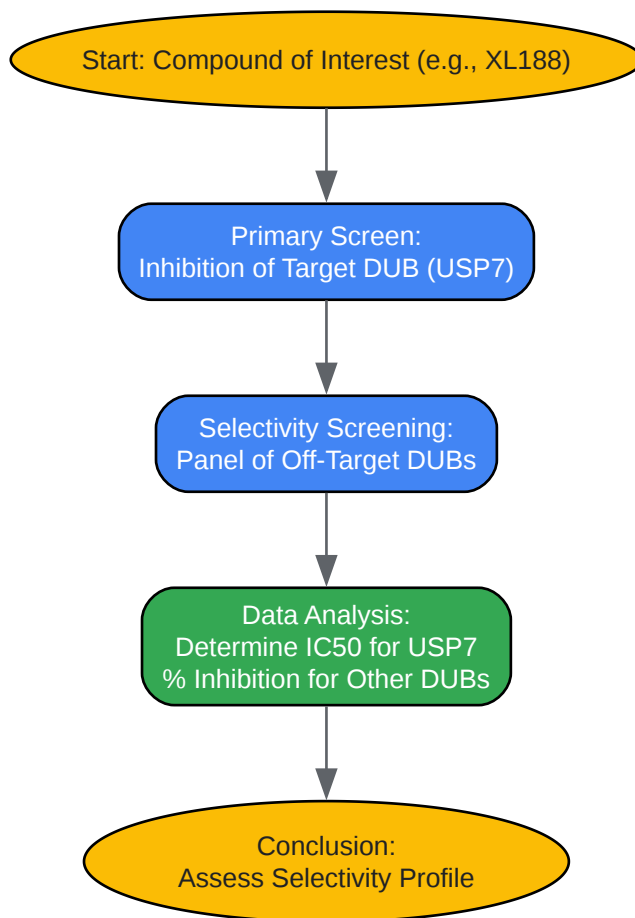 Start: Compound of Interest (e.g., XL188)
Primary Screen:
Inhibition of Target DUB (USP7)
Selectivity Screening:
Panel of Off-Target DUBs
Data Analysis:
Determine IC50 for USP7
% Inhibition for Other DUBs
Conclusion:
Assess Selectivity Profile